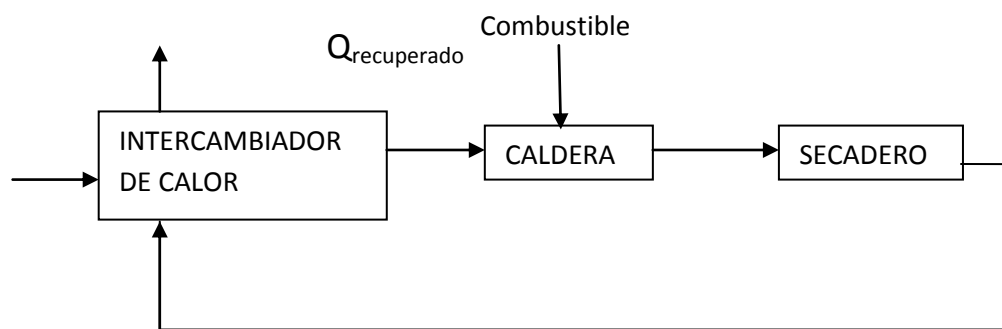 Combustible
Qrecuperado
INTERCAMBIADOR
DE CALOR
CALDERA
SECADERO